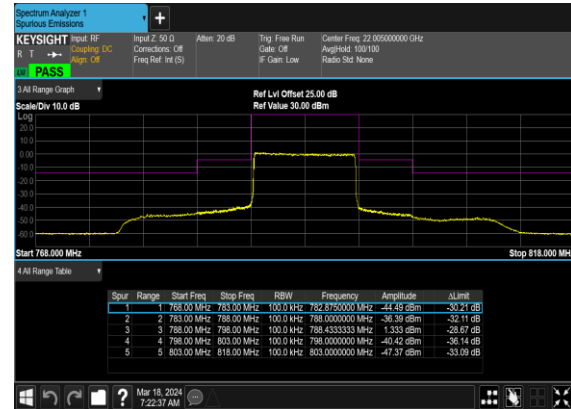 Spectrum Analyzer 1
Spurious Emissions
+
KEYSIGHT Input: RF Input Z: 50 Ω Atten: 20 dB Trig: Free Run Center Freq: 22.005000000 GHz
R T Coupling: DC Corrections: Off Gate: Off Avg|Hold: 100/100
Align: Off Freq Ref: Int (S) IF Gain: Low Radio Std: None
PASS
3 All Range Graph
Scale/Div 10.0 dB
Ref Lvl Offset 25.00 dB
Ref Value 30.00 dBm
Log
20.0
10.0
0.00
-10.0
-20.0
-30.0
-40.0
-50.0
-60.0
Start 768.000 MHz Stop 818.000 MH
4 All Range Table
Spur Range Start Freq Stop Freq RBW Frequency Amplitude ΔLimit
1 1 768.00 MHz 783.00 MHz 100.0 kHz 782.8750000 MHz -44.49 dBm -30.21 dB
2 2 783.00 MHz 788.00 MHz 100.0 kHz 788.0000000 MHz -36.39 dBm -32.11 dB
3 3 788.00 MHz 798.00 MHz 100.0 kHz 788.4333333 MHz 1.333 dBm -28.67 dB
4 4 798.00 MHz 803.00 MHz 100.0 kHz 798.0000000 MHz -40.42 dBm -36.14 dB
5 5 803.00 MHz 818.00 MHz 100.0 kHz 803.0000000 MHz -47.37 dBm -33.09 dB
?
Mar 18, 2024
7:22:37 AM